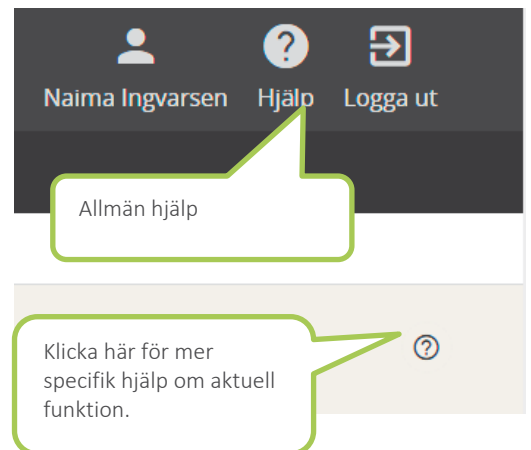 Naima Ingvarsen Hjälp Logga ut
Allmän hjälp
Klicka här för mer
specifik hjälp om aktuell
funktion.